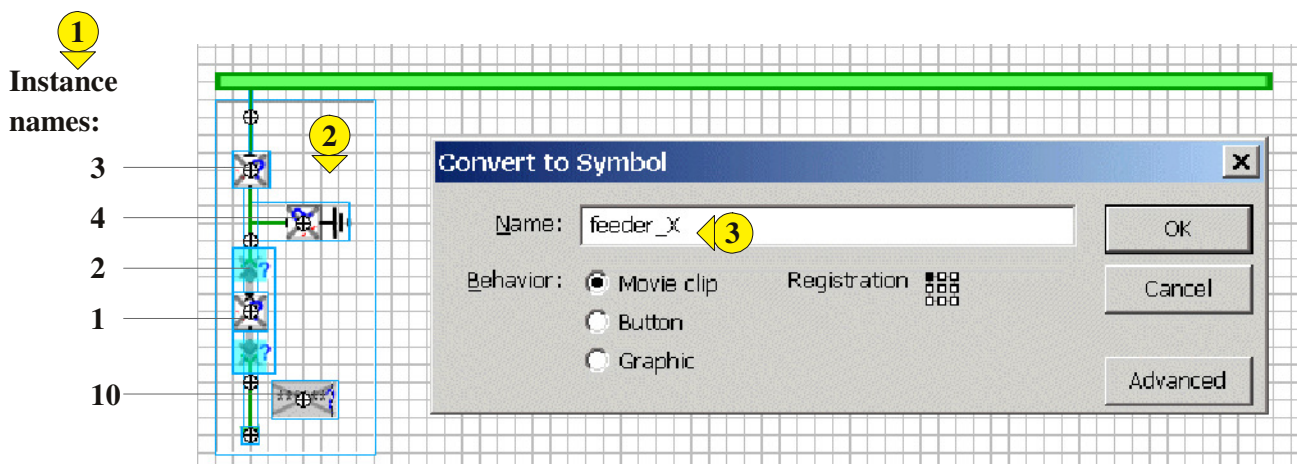 1
Instance
names:
2
3
4
2
1
10
Convert to Symbol
Name: feeder_X 3 OK
Behavior: Movie clip Registration Cancel
Button
Graphic
Advanced